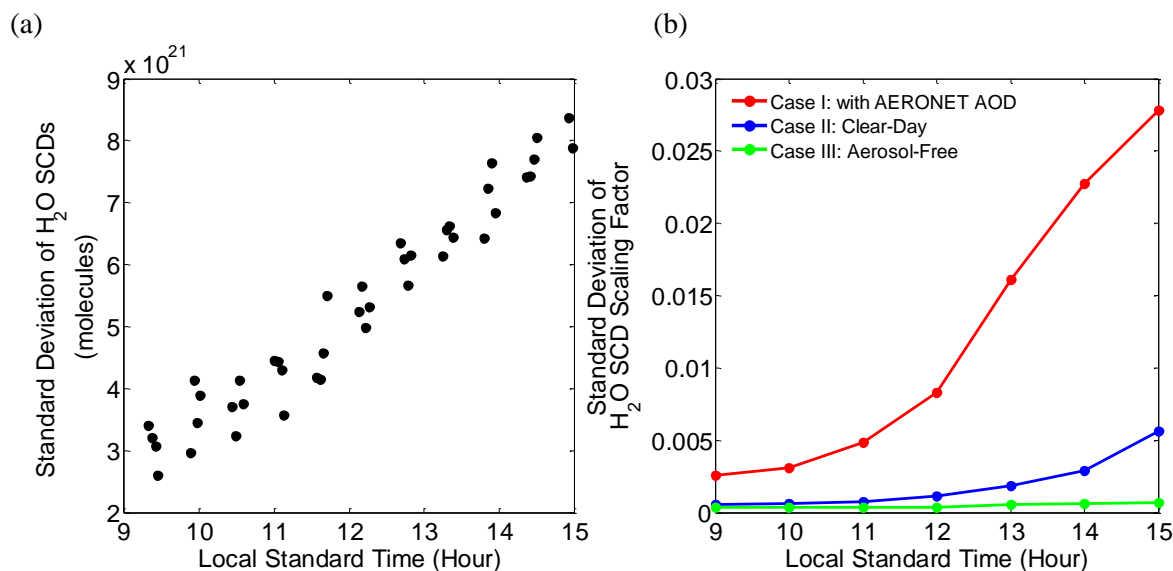 (a)
(b)
x 10^21
9
8
7
6
5
4
3
2
9 10 11 12 13 14 15
Local Standard Time (Hour)
Standard Deviation of H2O SCDs
(molecules)
0.03
0.025
0.02
0.015
0.01
0.005
0
9 10 11 12 13 14 15
Local Standard Time (Hour)
Standard Deviation of
H2O SCD Scaling Factor
Case I: with AERONET AOD
Case II: Clear-Day
Case III: Aerosol-Free